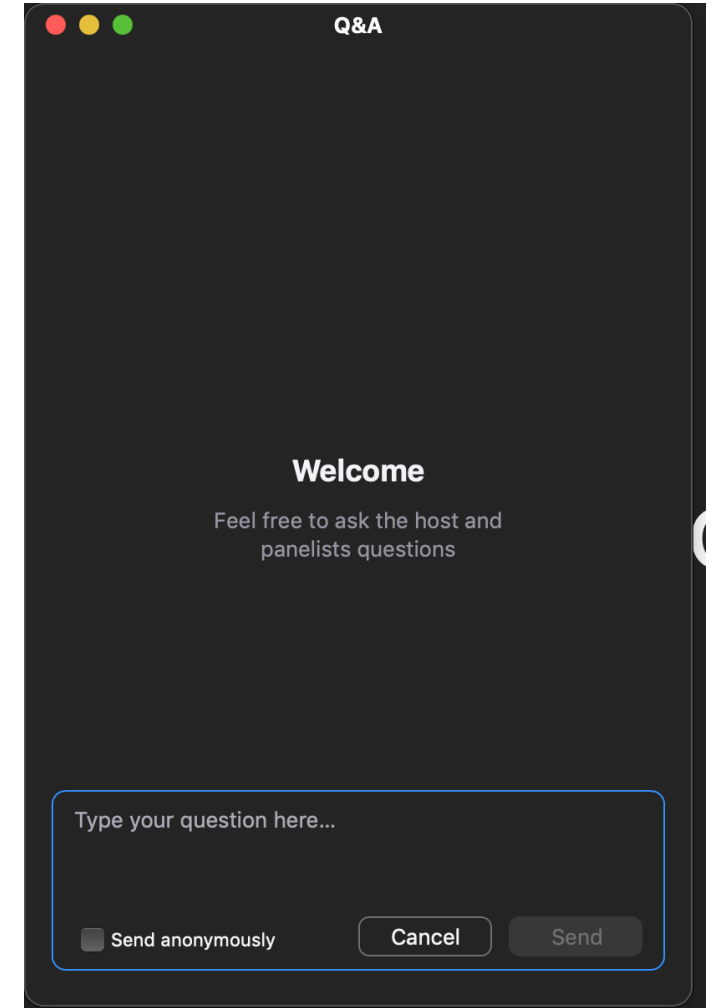 Q&A
Welcome
Feel free to ask the host and
panelists questions
Type your question here...
Send anonymously
Cancel
Send